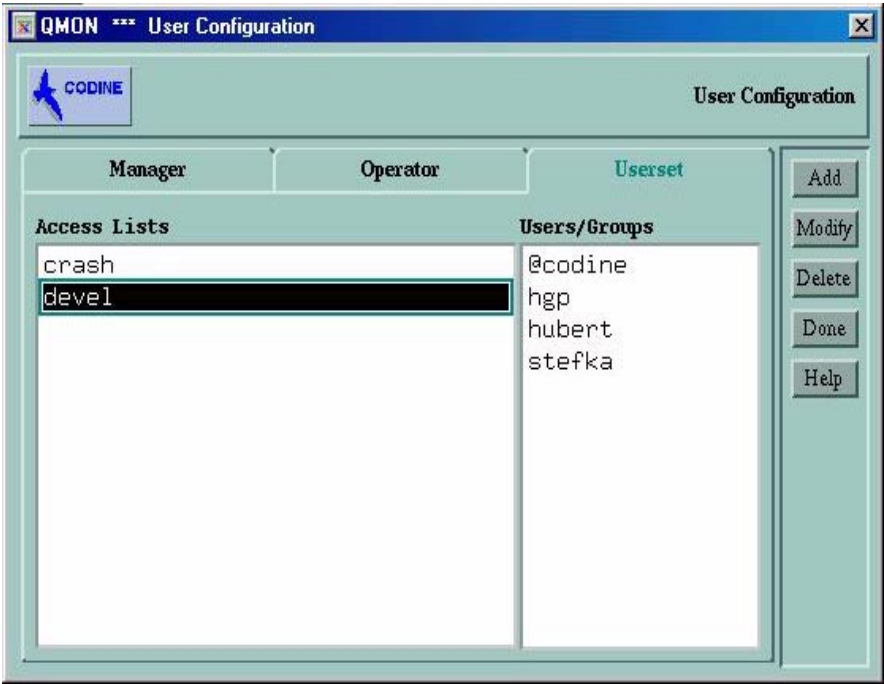 QMON *** User Configuration
CODINE
User Configuration
Manager Operator Userset
Access Lists
crash
devel
Users/Groups
@codine
hgp
hubert
stefka
Add
Modify
Delete
Done
Help